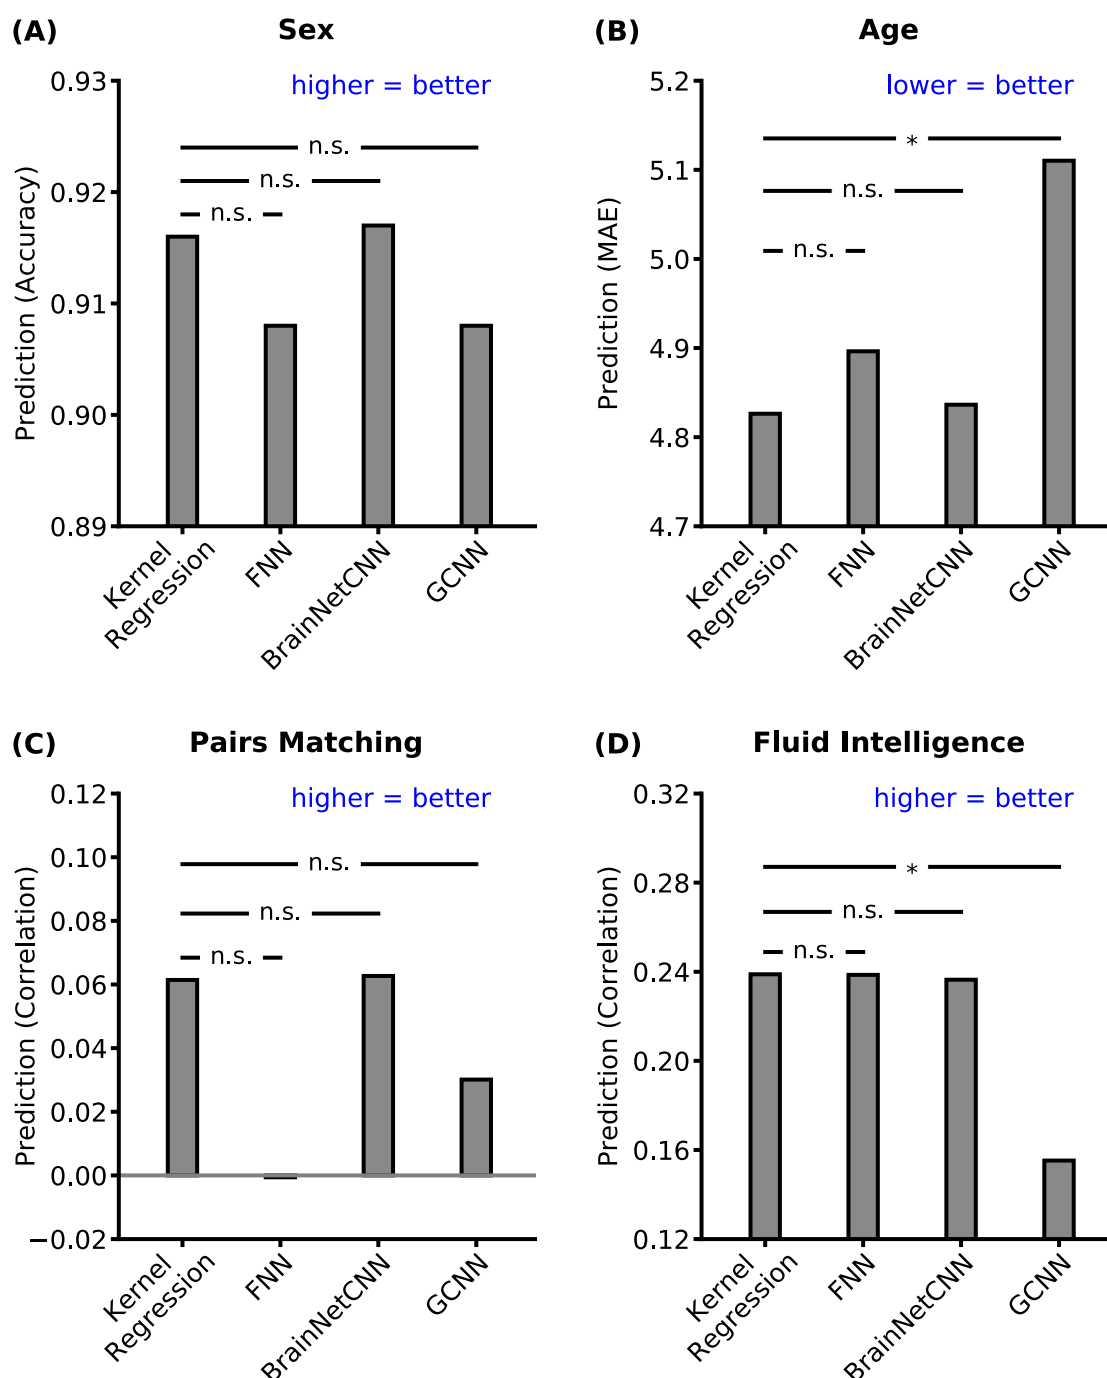 (A) Sex
higher = better
Prediction (Accuracy)
0.93
0.92
0.91
0.90
0.89
n.s.
n.s.
n.s.
Kernel
Regression
FNN
BrainNetCNN
GCNN
(B) Age
lower = better
Prediction (MAE)
5.2
5.1
5.0
4.9
4.8
4.7
*
n.s.
n.s.
Kernel
Regression
FNN
BrainNetCNN
GCNN
(C) Pairs Matching
higher = better
Prediction (Correlation)
0.12
0.10
0.08
0.06
0.04
0.02
0.00
−0.02
n.s.
n.s.
n.s.
Kernel
Regression
FNN
BrainNetCNN
GCNN
(D) Fluid Intelligence
higher = better
Prediction (Correlation)
0.32
0.28
0.24
0.20
0.16
0.12
*
n.s.
n.s.
Kernel
Regression
FNN
BrainNetCNN
GCNN